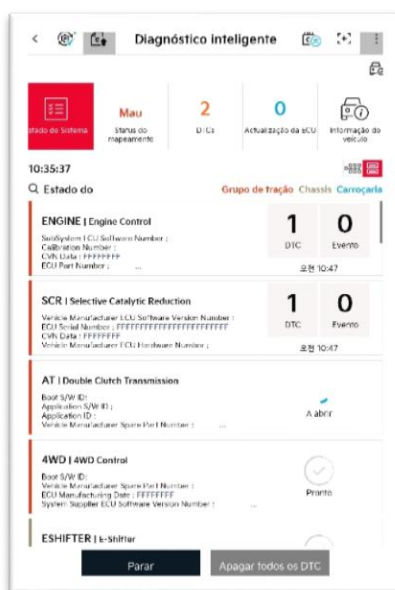 Diagnóstico inteligente
Estado do Sistema
Mau
Status do
mapeamento
2
DTCs
0
Actualização da ECU
Informação do
veículo
10:35:37
Estado do
Grupo de tração Chassis Carroçaria
ENGINE | Engine Control
SubSystem ECU Software Number :
Calibration Number :
CVN Data : FFFFFFFF
ECU Part Number : ...
1
DTC
0
Evento
오전 10:47
SCR | Selective Catalytic Reduction
Vehicle Manufacturer ECU Software Version Number :
ECU Serial Number : FFFFFFFFFFFFFFFFFFFFFFFF
CVN Data : FFFFFFFF
Vehicle Manufacturer ECU Hardware Number :
1
DTC
0
Evento
오전 10:47
AT | Double Clutch Transmission
Boot S/W ID:
Application S/W ID :
Application ID :
Vehicle Manufacturer Spare Part Number : ...
A abrir
4WD | 4WD Control
Boot S/W ID:
Vehicle Manufacturer Spare Part Number :
ECU Manufacturing Date : FFFFFFFF
System Supplier ECU Software Version Number : ...
Pronto
ESHIFTER | E-Shifter
Parar
Apagar todos os DTC